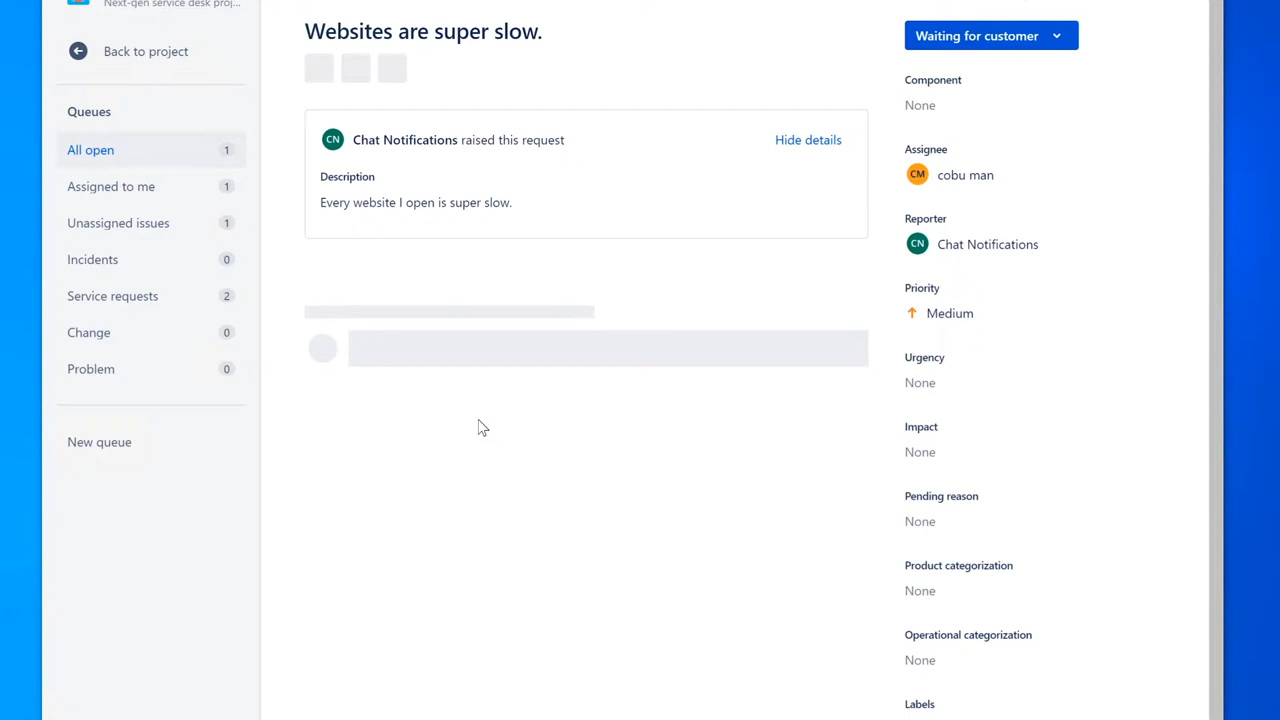 Next-gen service desk proj...
Back to project
Queues
All open 1
Assigned to me 1
Unassigned issues 1
Incidents 0
Service requests 2
Change 0
Problem 0
New queue
Websites are super slow.
CN Chat Notifications raised this request Hide details
Description
Every website I open is super slow.
Waiting for customer
Component
None
Assignee
CM cobu man
Reporter
CN Chat Notifications
Priority
Medium
Urgency
None
Impact
None
Pending reason
None
Product categorization
None
Operational categorization
None
Labels